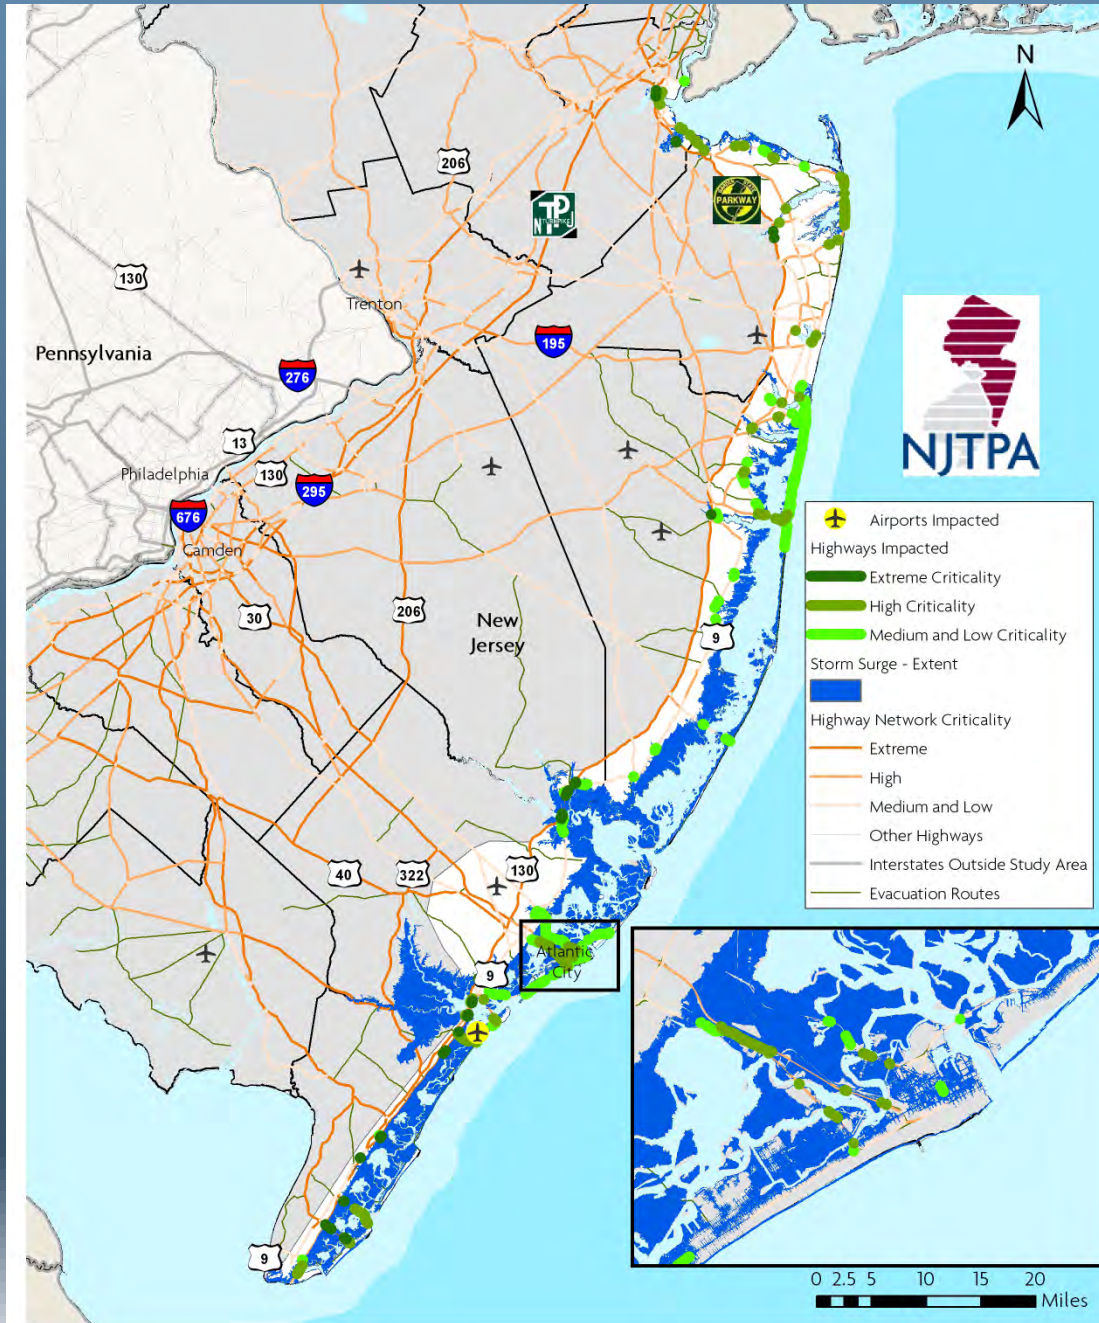 N
206
NTPJ
TURNPIKE
PARKWAY
130
Trenton
Pennsylvania
195
276
NJTPA
13
Philadelphia
130
295
676
Camden
Airports Impacted
Highways Impacted
Extreme Criticality
High Criticality
Medium and Low Criticality
Storm Surge - Extent
Highway Network Criticality
Extreme
High
Medium and Low
Other Highways
Interstates Outside Study Area
Evacuation Routes
30
206
New
Jersey
9
40
322
130
Atlantic
City
9
9
0 2.5 5 10 15 20
Miles